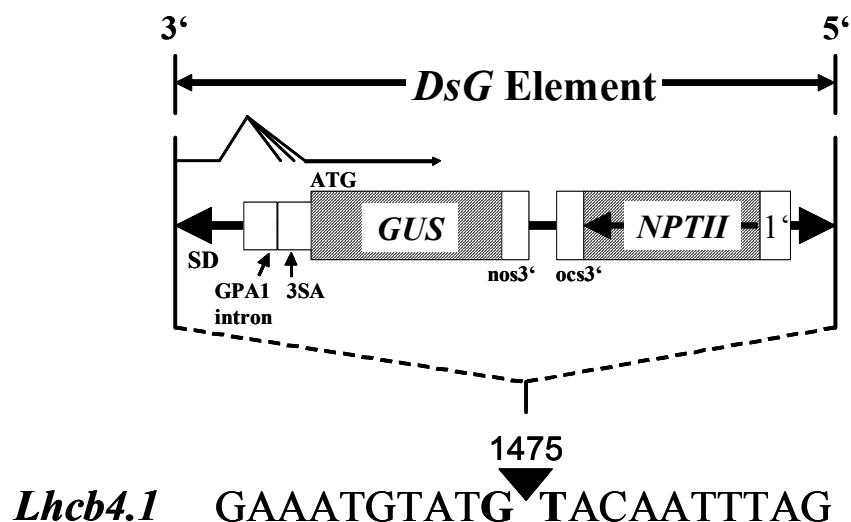 3‘ 5‘
DsG Element
ATG
GUS NPTII 1‘
SD nos3‘ ocs3‘
GPA1 3SA
intron
1475
Lhcb4.1 GAAATGTATG TACAATTTAG